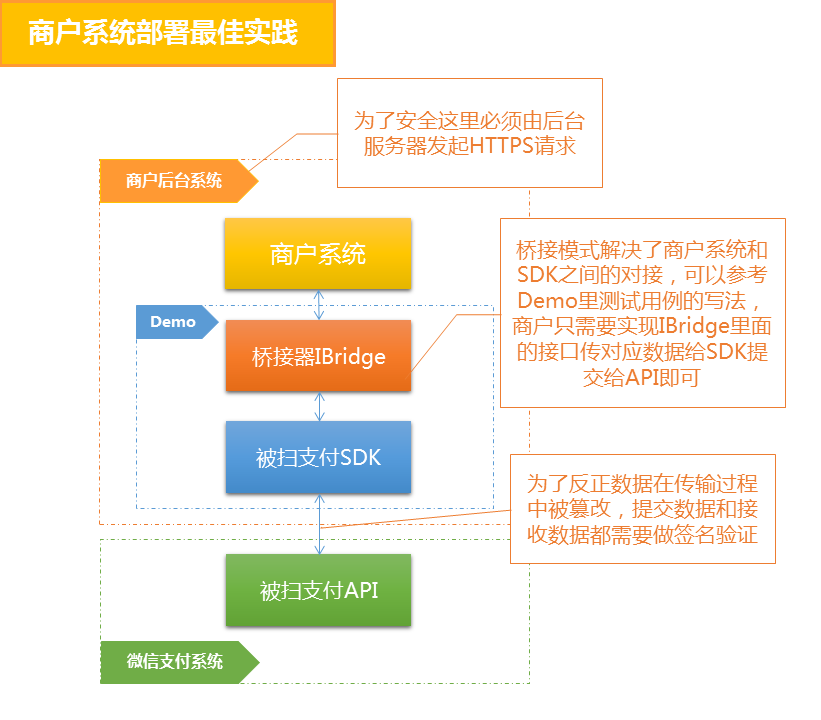 商户系统部署最佳实践
为了安全这里必须由后台
服务器发起HTTPS请求
商户后台系统
商户系统
桥接模式解决了商户系统和
SDK之间的对接，可以参考
Demo里测试用例的写法，
商户只需要实现IBridge里面
的接口传对应数据给SDK提
交给API即可
Demo
桥接器IBridge
被扫支付SDK
为了反正数据在传输过程
中被篡改，提交数据和接
收数据都需要做签名验证
被扫支付API
微信支付系统